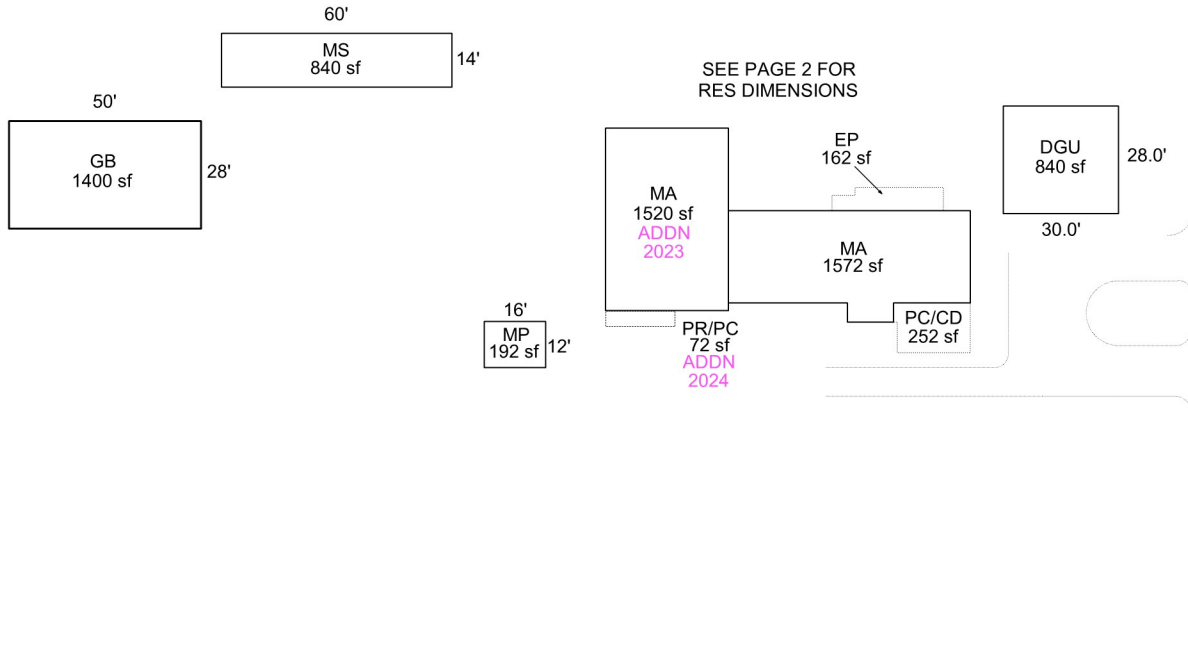 60'
MS
840 sf
14'
50'
GB
1400 sf
28'
SEE PAGE 2 FOR
RES DIMENSIONS
MA
1520 sf
ADDN
2023
EP
162 sf
MA
1572 sf
DGU
840 sf
28.0'
30.0'
16'
MP
192 sf
12'
PR/PC
72 sf
ADDN
2024
PC/CD
252 sf